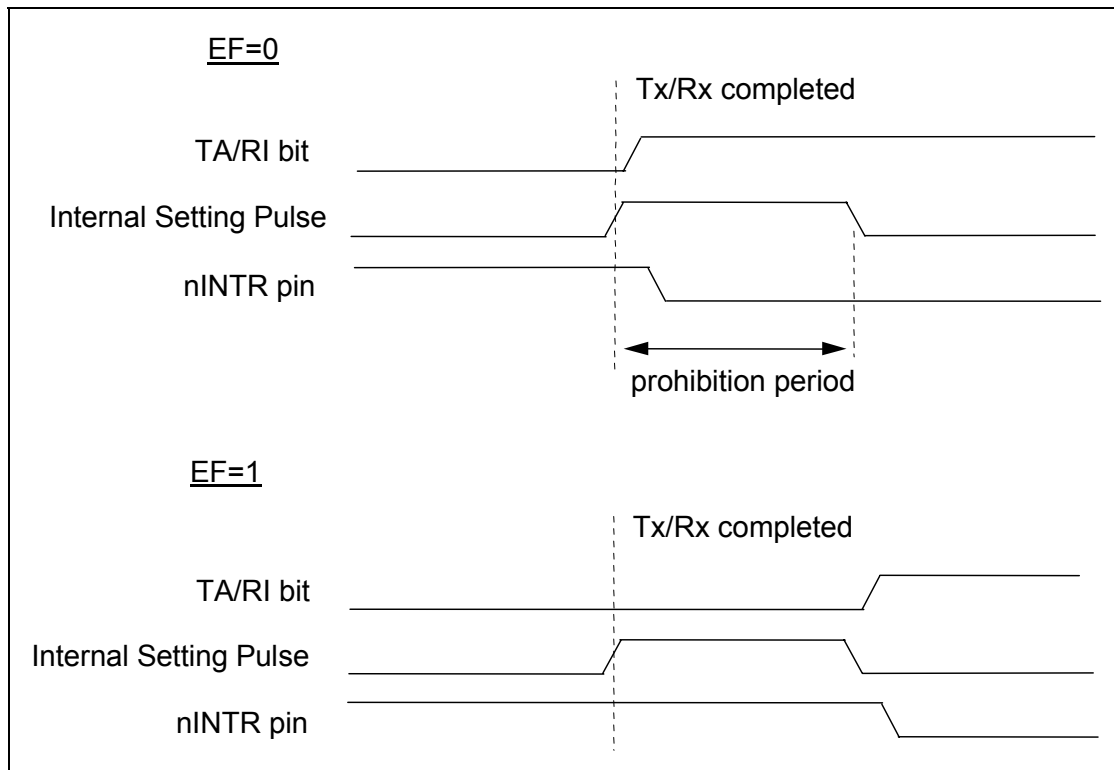 EF=0
Tx/Rx completed
TA/RI bit
Internal Setting Pulse
nINTR pin
prohibition period
EF=1
Tx/Rx completed
TA/RI bit
Internal Setting Pulse
nINTR pin